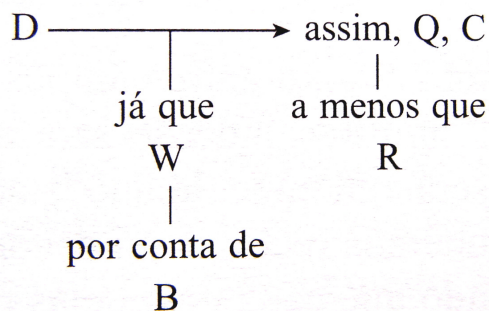 D assim, Q, C
já que a menos que
W R
por conta de
B